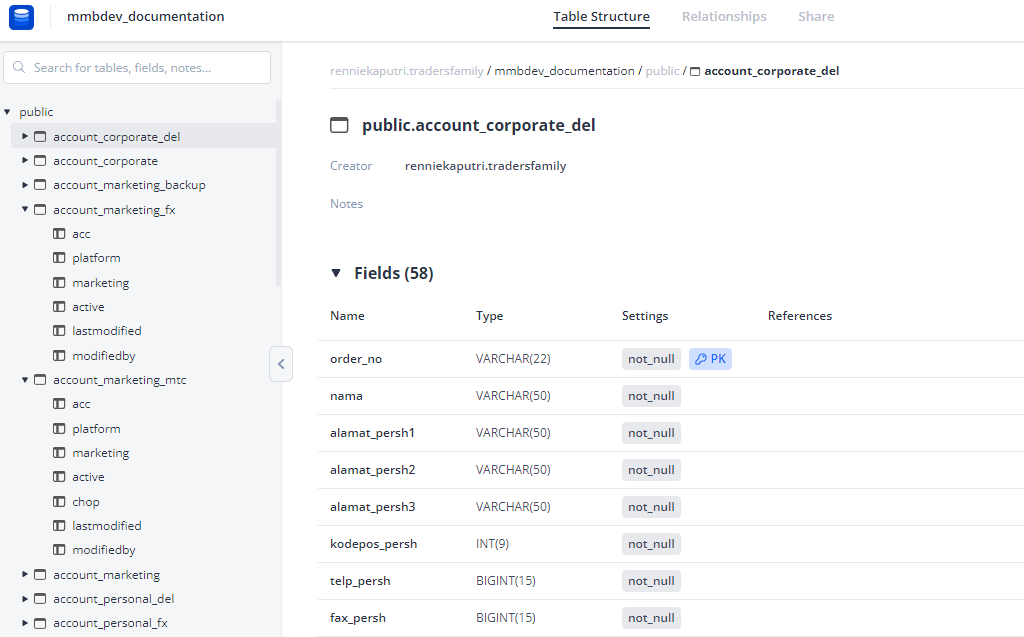 mmbdev_documentation
Table Structure Relationships Share
Search for tables, fields, notes...
public
account_corporate_del
account_corporate
account_marketing_backup
account_marketing_fx
acc
platform
marketing
active
lastmodified
modifiedby
account_marketing_mtc
acc
platform
marketing
active
chop
lastmodified
modifiedby
account_marketing
account_personal_del
account_personal_fx
renniekaputri.tradersfamily / mmbdev_documentation / public / account_corporate_del
public.account_corporate_del
Creator renniekaputri.tradersfamily
Notes
Fields (58)
Name Type Settings References
order_no VARCHAR(22) not_null PK
nama VARCHAR(50) not_null
alamat_persh1 VARCHAR(50) not_null
alamat_persh2 VARCHAR(50) not_null
alamat_persh3 VARCHAR(50) not_null
kodepos_persh INT(9) not_null
telp_persh BIGINT(15) not_null
fax_persh BIGINT(15) not_null